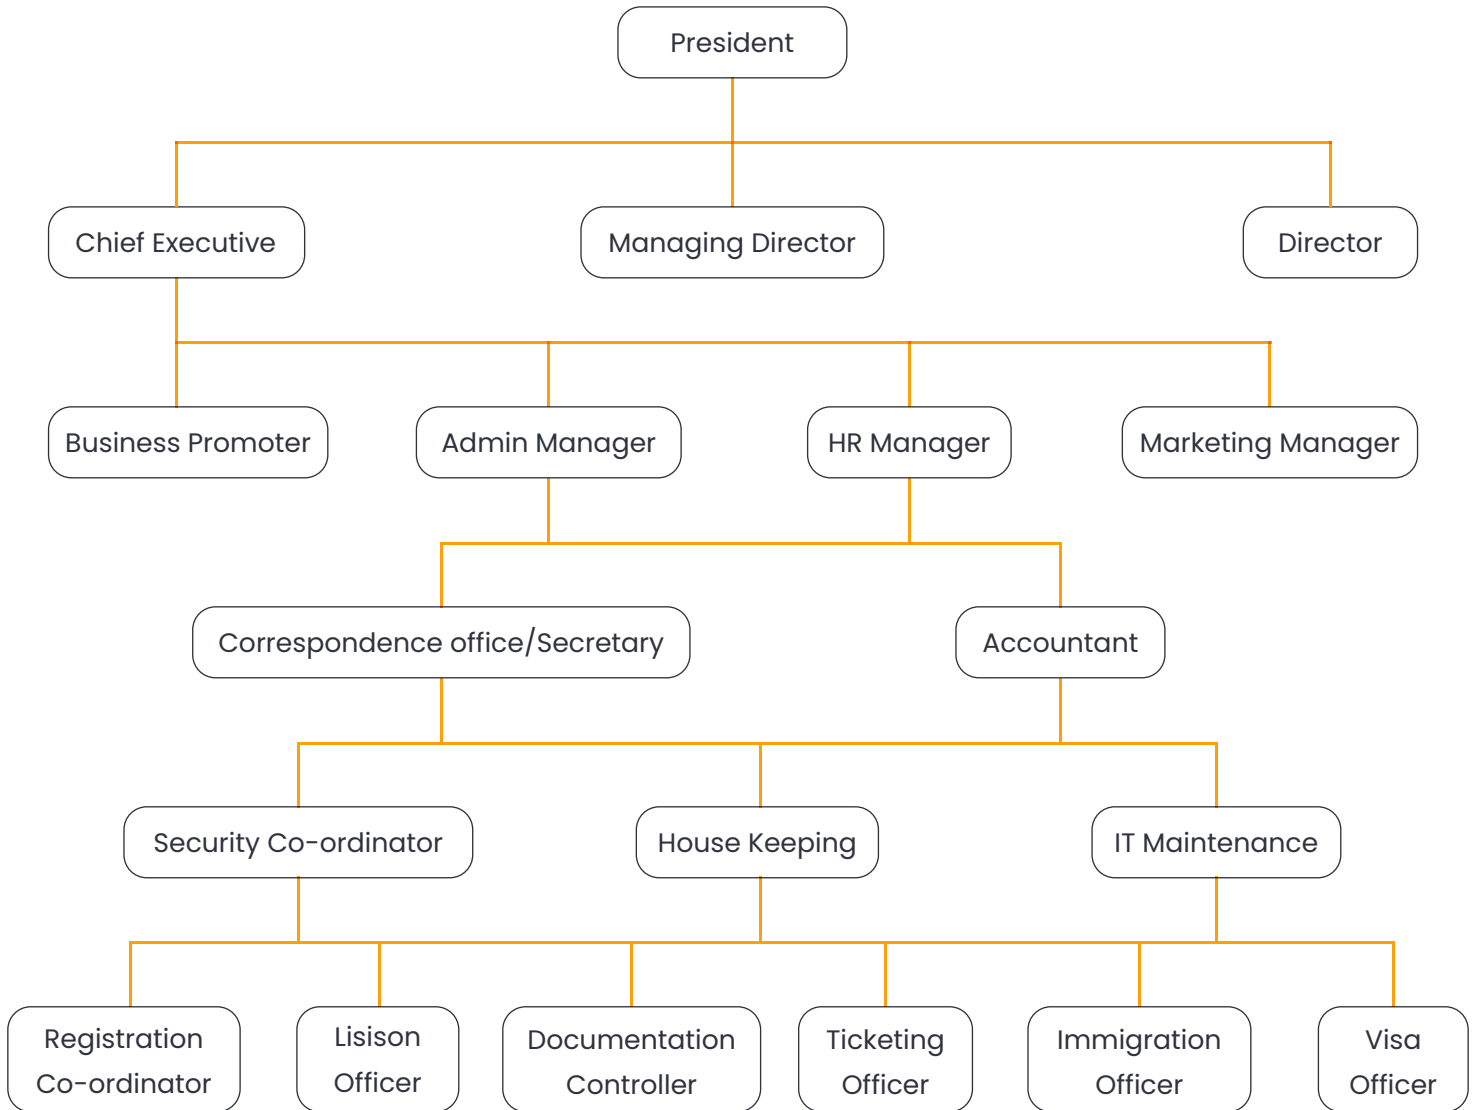 President
Chief Executive
Managing Director
Director
Business Promoter
Admin Manager
HR Manager
Marketing Manager
Correspondence office/Secretary
Accountant
Security Co-ordinator
House Keeping
IT Maintenance
Registration
Co-ordinator
Lisison
Officer
Documentation
Controller
Ticketing
Officer
Immigration
Officer
Visa
Officer